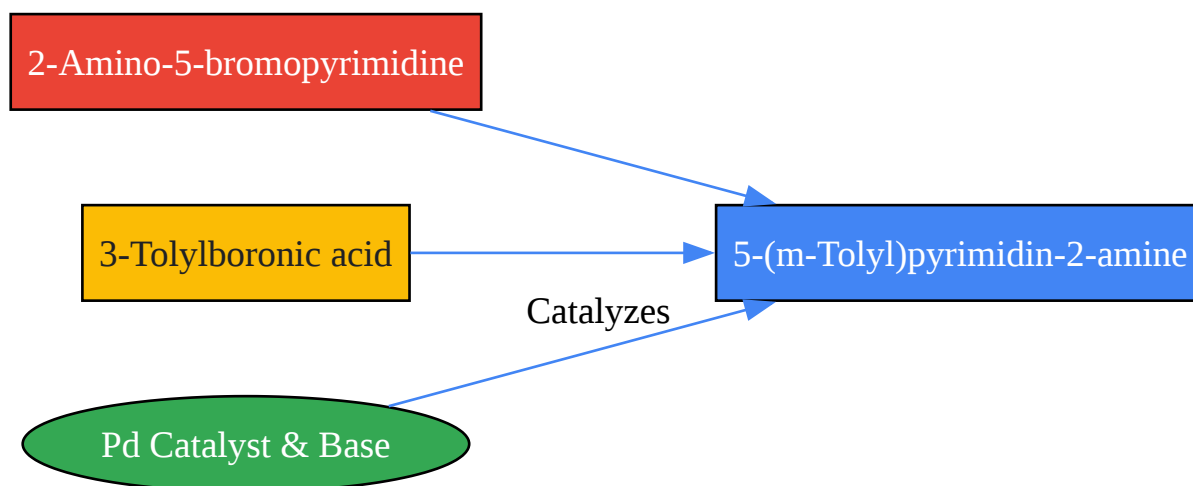 2-Amino-5-bromopyrimidine
3-Tolylboronic acid
5-(m-Tolyl)pyrimidin-2-amine
Catalyzes
Pd Catalyst & Base